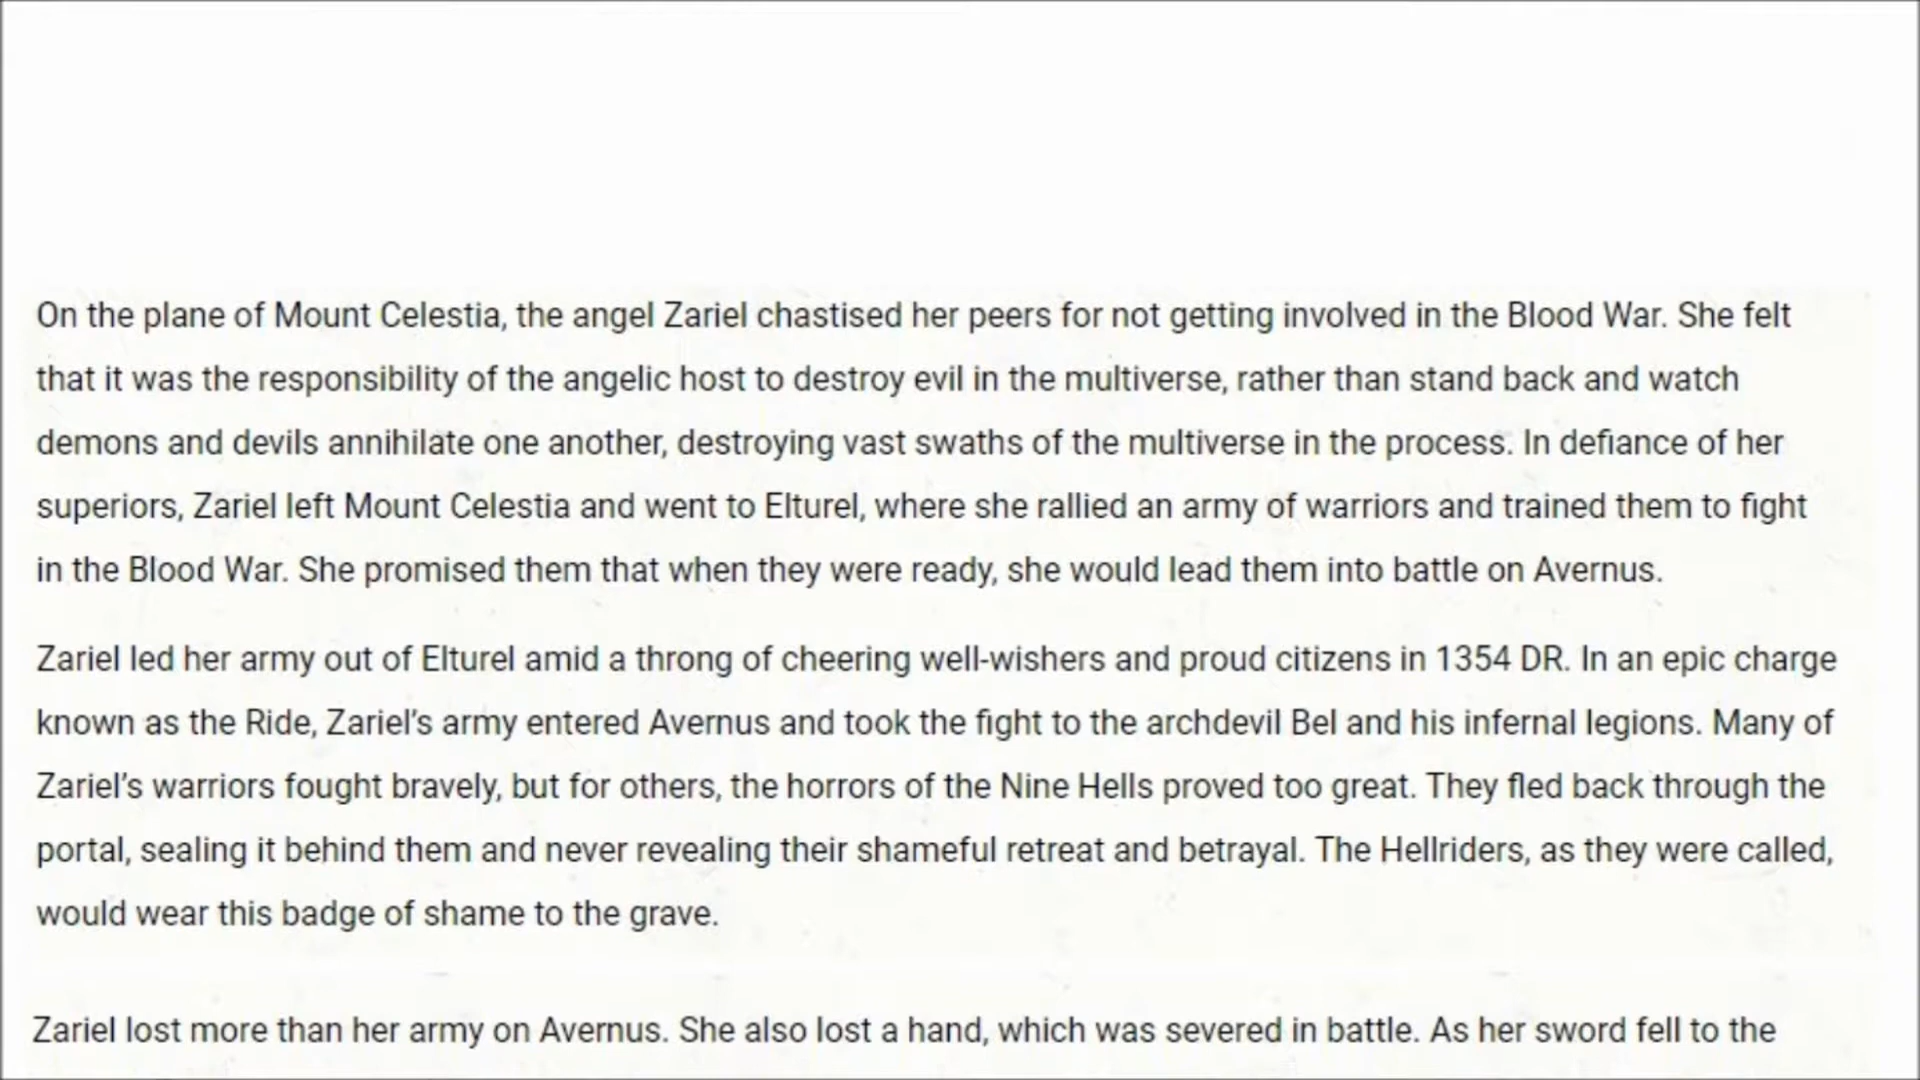 On the plane of Mount Celestia, the angel Zariel chastised her peers for not getting involved in the Blood War. She felt
that it was the responsibility of the angelic host to destroy evil in the multiverse, rather than stand back and watch
demons and devils annihilate one another, destroying vast swaths of the multiverse in the process. In defiance of her
superiors, Zariel left Mount Celestia and went to Elturel, where she rallied an army of warriors and trained them to fight
in the Blood War. She promised them that when they were ready, she would lead them into battle on Avernus.
Zariel led her army out of Elturel amid a throng of cheering well-wishers and proud citizens in 1354 DR. In an epic charge
known as the Ride, Zariel’s army entered Avernus and took the fight to the archdevil Bel and his infernal legions. Many of
Zariel’s warriors fought bravely, but for others, the horrors of the Nine Hells proved too great. They fled back through the
portal, sealing it behind them and never revealing their shameful retreat and betrayal. The Hellriders, as they were called,
would wear this badge of shame to the grave.
Zariel lost more than her army on Avernus. She also lost a hand, which was severed in battle. As her sword fell to the